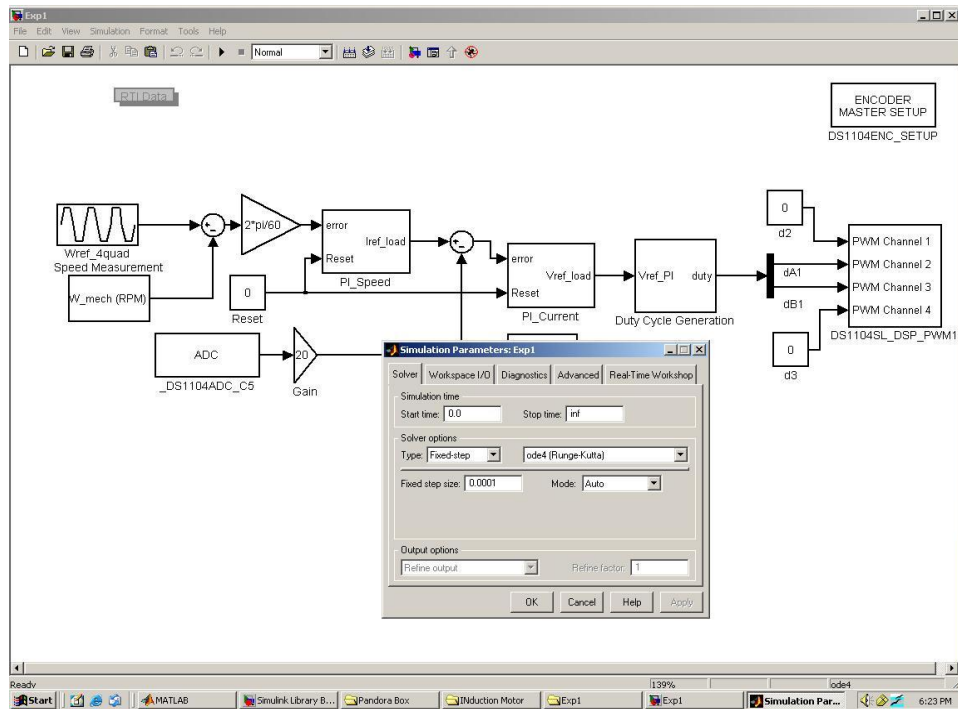 Exp1
File Edit View Simulation Format Tools Help
Normal
RTI Data
ENCODER
MASTER SETUP
DS1104ENC_SETUP
Wref_4quad
Speed Measurement
2*pi/60
error
Reset
Iref_load
PI_Speed
W_mech (RPM)
0
Reset
error
Reset
Vref_load
PI_Current
Vref_PI duty
Duty Cycle Generation
0
d2
dA1
dB1
PWM Channel 1
PWM Channel 2
PWM Channel 3
PWM Channel 4
DS1104SL_DSP_PWM1
0
d3
ADC
_DS1104ADC_C5
20
Gain
Simulation Parameters: Exp1
Solver Workspace I/O Diagnostics Advanced Real-Time Workshop
Simulation time
Start time: 0.0 Stop time: inf
Solver options
Type: Fixed-step ode4 (Runge-Kutta)
Fixed step size: 0.0001 Mode: Auto
Output options
Refine output Refine factor: 1
OK Cancel Help Apply
Ready 139% ode4
Start MATLAB Simulink Library B... Pandora Box INduction Motor Exp1 Exp1 Simulation Par... 6:23 PM